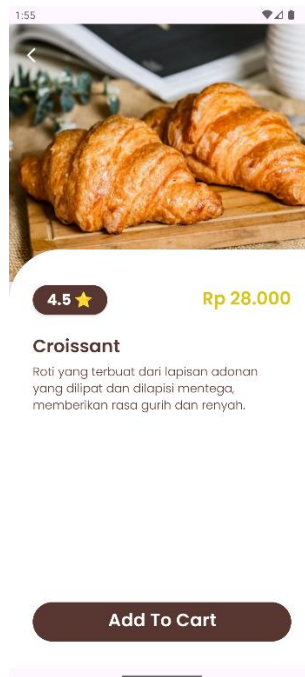 1:55
4.5
Rp 28.000
Croissant
Roti yang terbuat dari lapisan adonan
yang dilipat dan dilapisi mentega,
memberikan rasa gurih dan renyah.
Add To Cart